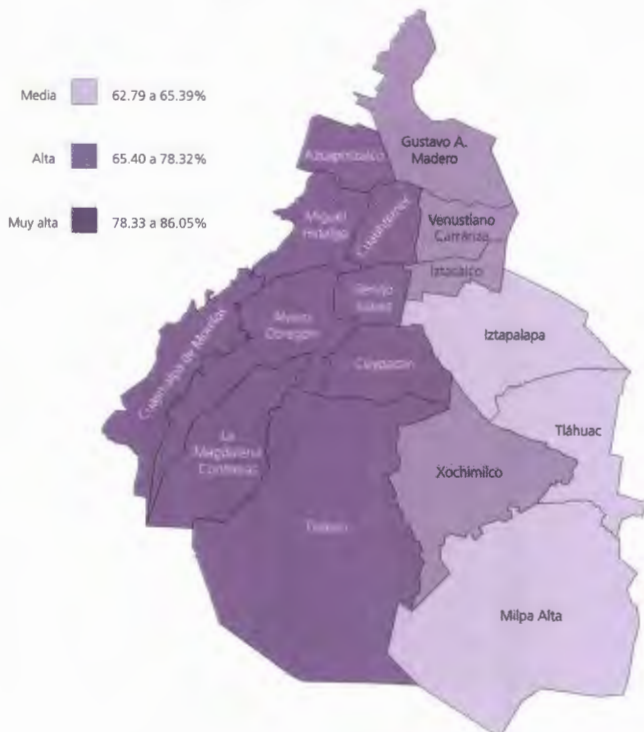 Media 62.79 a 65.39%
Alta 65.40 a 78.32%
Muy alta 78.33 a 86.05%
Gustavo A.
Madero
Azcapotzalco
Miguel
Hidalgo
Cuauhtémoc
Venustiano
Carranza
Iztacalco
Benito
Juárez
Iztapalapa
Álvaro
Obregón
Cuajimalpa de Morelos
Coyoacán
Tláhuac
La
Magdalena
Contreras
Xochimilco
Tlalpan
Milpa Alta